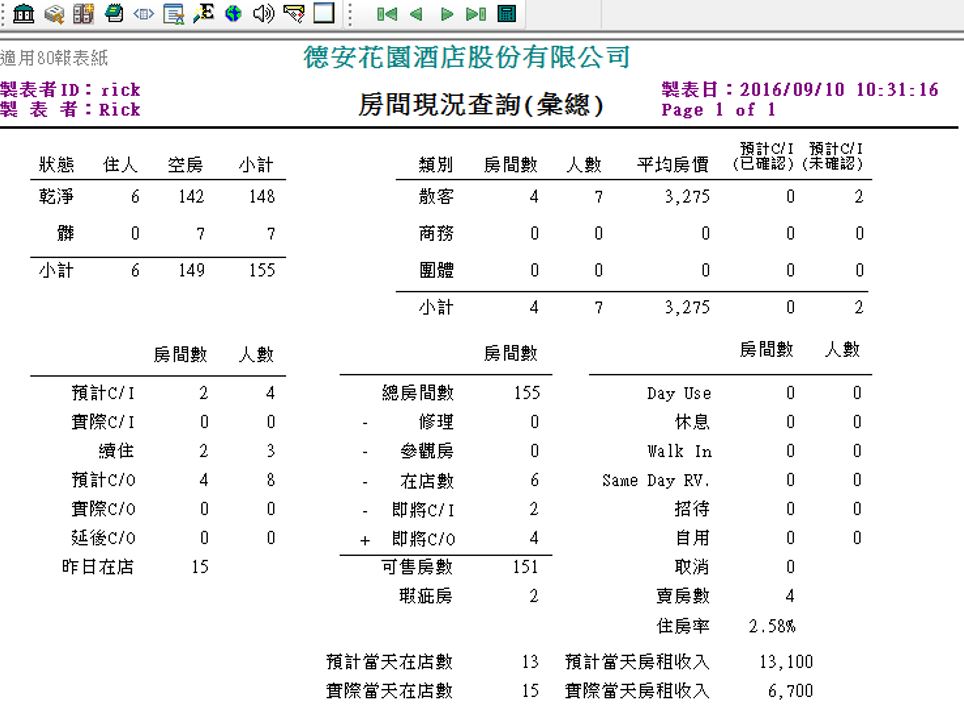 適用80報表紙
德安花園酒店股份有限公司
製表者ID：rick
製 表 者：Rick
房間現況查詢(彙總)
製表日：2016/09/10 10:31:16
Page 1 of 1
狀態 住人 空房 小計
乾淨 6 142 148
髒 0 7 7
小計 6 149 155
類別 房間數 人數 平均房價 預計C/I(已確認) 預計C/I(未確認)
散客 4 7 3,275 0 2
商務 0 0 0 0 0
團體 0 0 0 0 0
小計 4 7 3,275 0 2
房間數 人數
預計C/I 2 4
實際C/I 0 0
續住 2 3
預計C/O 4 8
實際C/O 0 0
延後C/O 0 0
昨日在店 15
房間數
總房間數 155
- 修理 0
- 參觀房 0
- 在店數 6
- 即將C/I 2
+ 即將C/O 4
可售房數 151
瑕疵房 2
房間數 人數
Day Use 0 0
休息 0 0
Walk In 0 0
Same Day RV. 0 0
招待 0 0
自用 0 0
取消 0
賣房數 4
住房率 2.58%
預計當天在店數 13 預計當天房租收入 13,100
實際當天在店數 15 實際當天房租收入 6,700